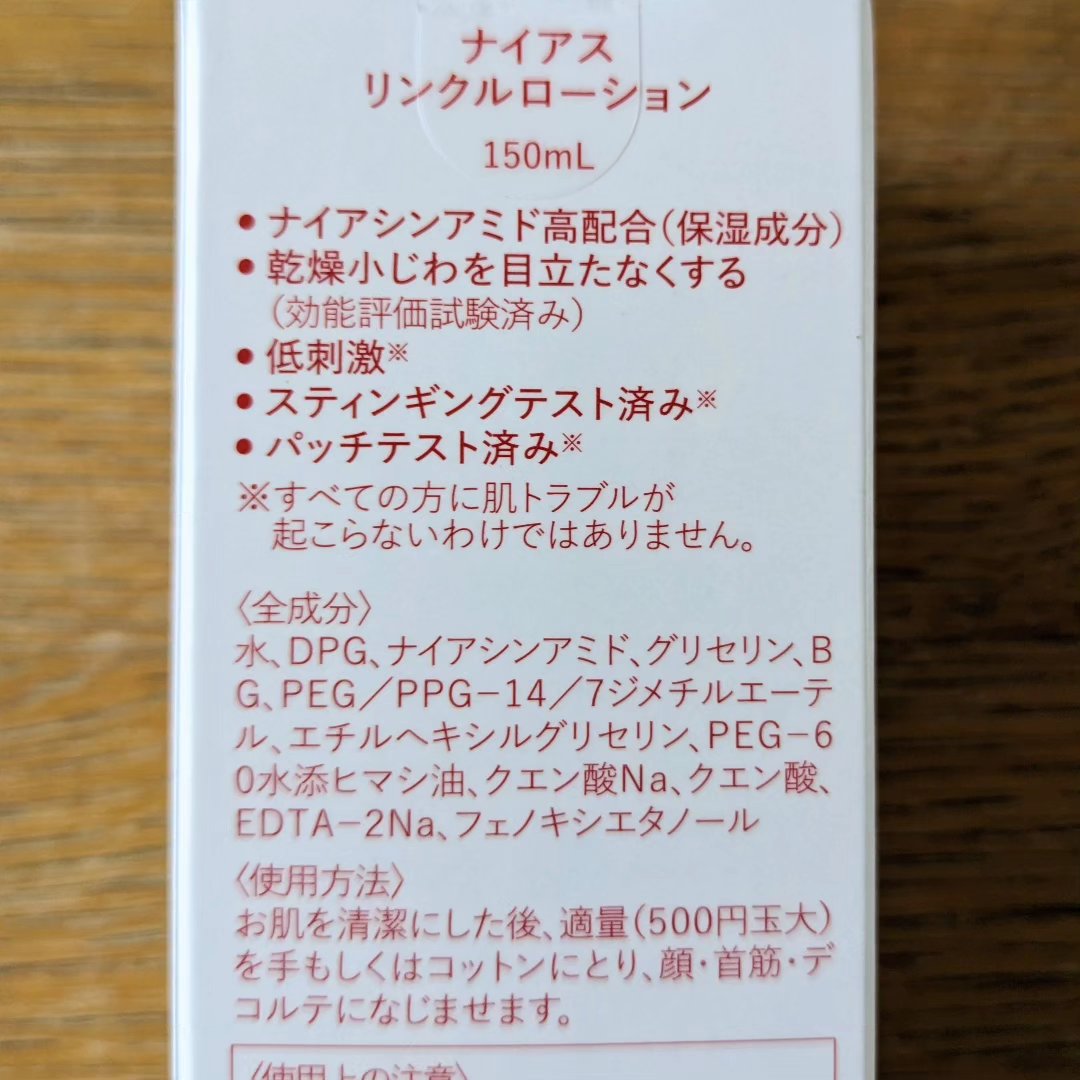 ナイアス
リンクルローション
150mL
• ナイアシンアミド高配合(保湿成分)
• 乾燥小じわを目立たなくする
(効能評価試験済み)
• 低刺激※
• スティンギングテスト済み※
• パッチテスト済み※
※すべての方に肌トラブルが
起こらないわけではありません。
〈全成分〉
水、DPG、ナイアシンアミド、グリセリン、B
G、PEG/PPG-14/7ジメチルエーテ
ル、エチルヘキシルグリセリン、PEG-6
0水添ヒマシ油、クエン酸Na、クエン酸、
EDTA-2Na、フェノキシエタノール
〈使用方法〉
お肌を清潔にした後、適量(500円玉大)
を手もしくはコットンにとり、顔・首筋・デ
コルテになじませます。
〈使用上の注意〉